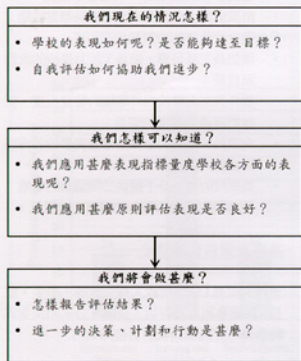 我們現在的情況怎樣？
• 學校的表現如何呢？是否能夠達至目標？
• 自我評估如何協助我們進步？
我們怎樣可以知道？
• 我們應用甚麼表現指標量度學校各方面的表
現呢？
• 我們應用甚麼原則評估表現是否良好？
我們將會做甚麼？
• 怎樣報告評估結果？
• 進一步的決策、計劃和行動是甚麼？